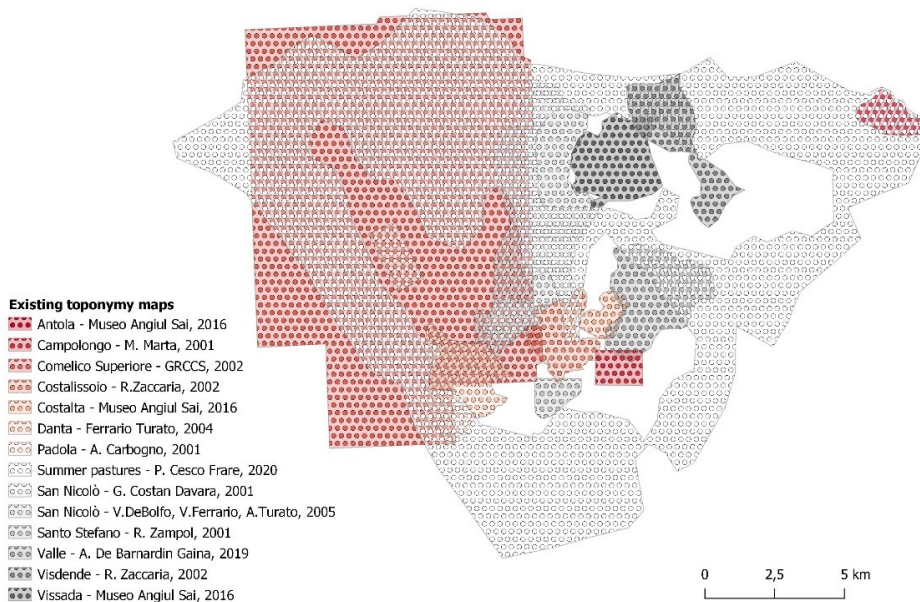 Existing toponymy maps
Antola - Museo Angiul Sai, 2016
Campolongo - M. Marta, 2001
Comelico Superiore - GRCCS, 2002
Costalissoio - R.Zaccaria, 2002
Costalta - Museo Angiul Sai, 2016
Danta - Ferrario Turato, 2004
Padola - A. Carbogno, 2001
Summer pastures - P. Cesco Frare, 2020
San Nicolò - G. Costan Davara, 2001
San Nicolò - V.DeBolfo, V.Ferrario, A.Turato, 2005
Santo Stefano - R. Zampol, 2001
Valle - A. De Barnardin Gaina, 2019
Visdende - R. Zaccaria, 2002
Vissada - Museo Angiul Sai, 2016
0 2,5 5 km